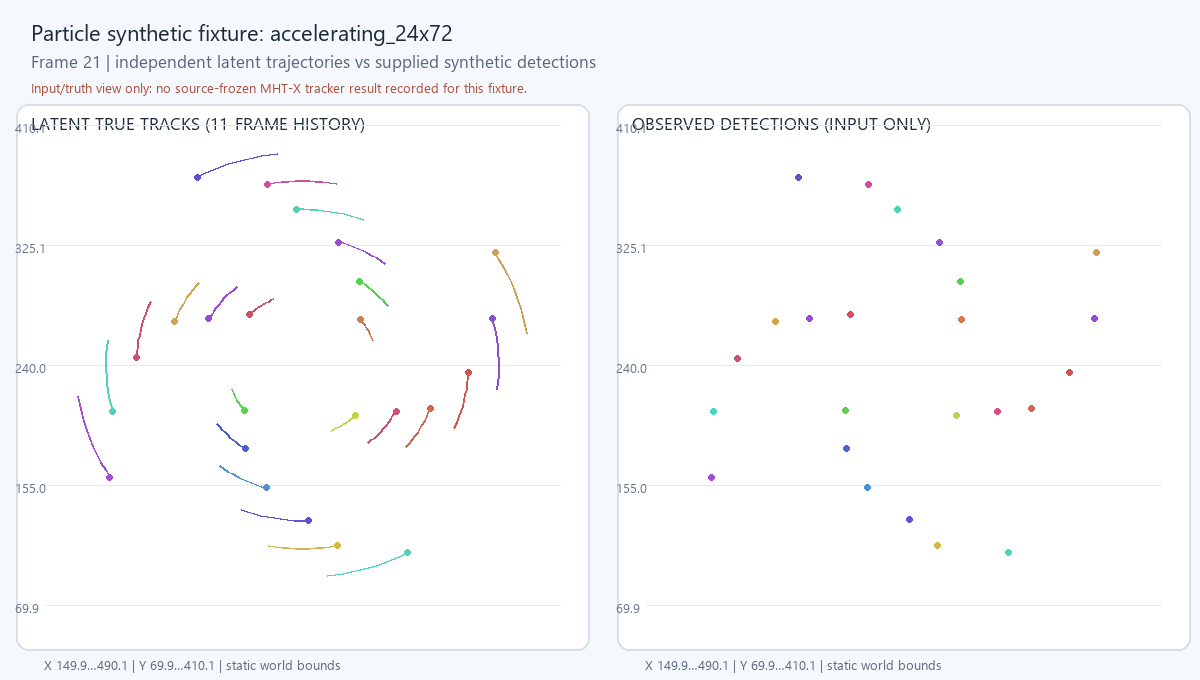 Particle synthetic fixture: accelerating_24x72
Frame 21 | independent latent trajectories vs supplied synthetic detections
Input/truth view only: no source-frozen MHT-X tracker result recorded for this fixture.
LATENT TRUE TRACKS (11-FRAME HISTORY)
410.1
325.1
240.0
155.0
69.9
X 149.9...490.1 | Y 69.9...410.1 | static world bounds
OBSERVED DETECTIONS (INPUT ONLY)
410.1
325.1
240.0
155.0
69.9
X 149.9...490.1 | Y 69.9...410.1 | static world bounds